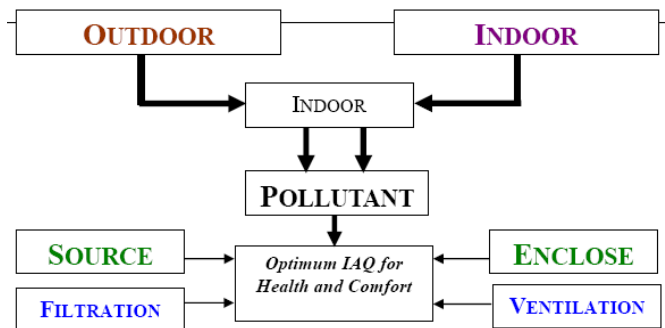 OUTDOOR
INDOOR
INDOOR
POLLUTANT
SOURCE
Optimum IAQ for
Health and Comfort
ENCLOSE
FILTRATION
VENTILATION